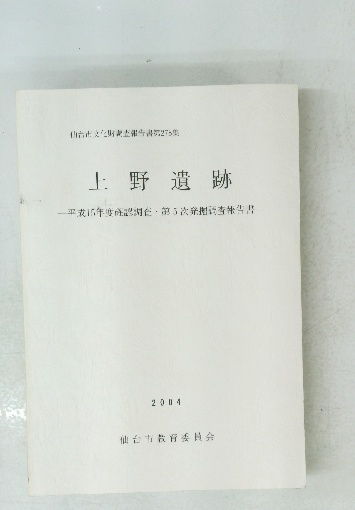 仙台市文化財調査報告書第275集
上野遺跡
―平成15年度確認調査・第5次発掘調査報告書
2004
仙台市教育委員会